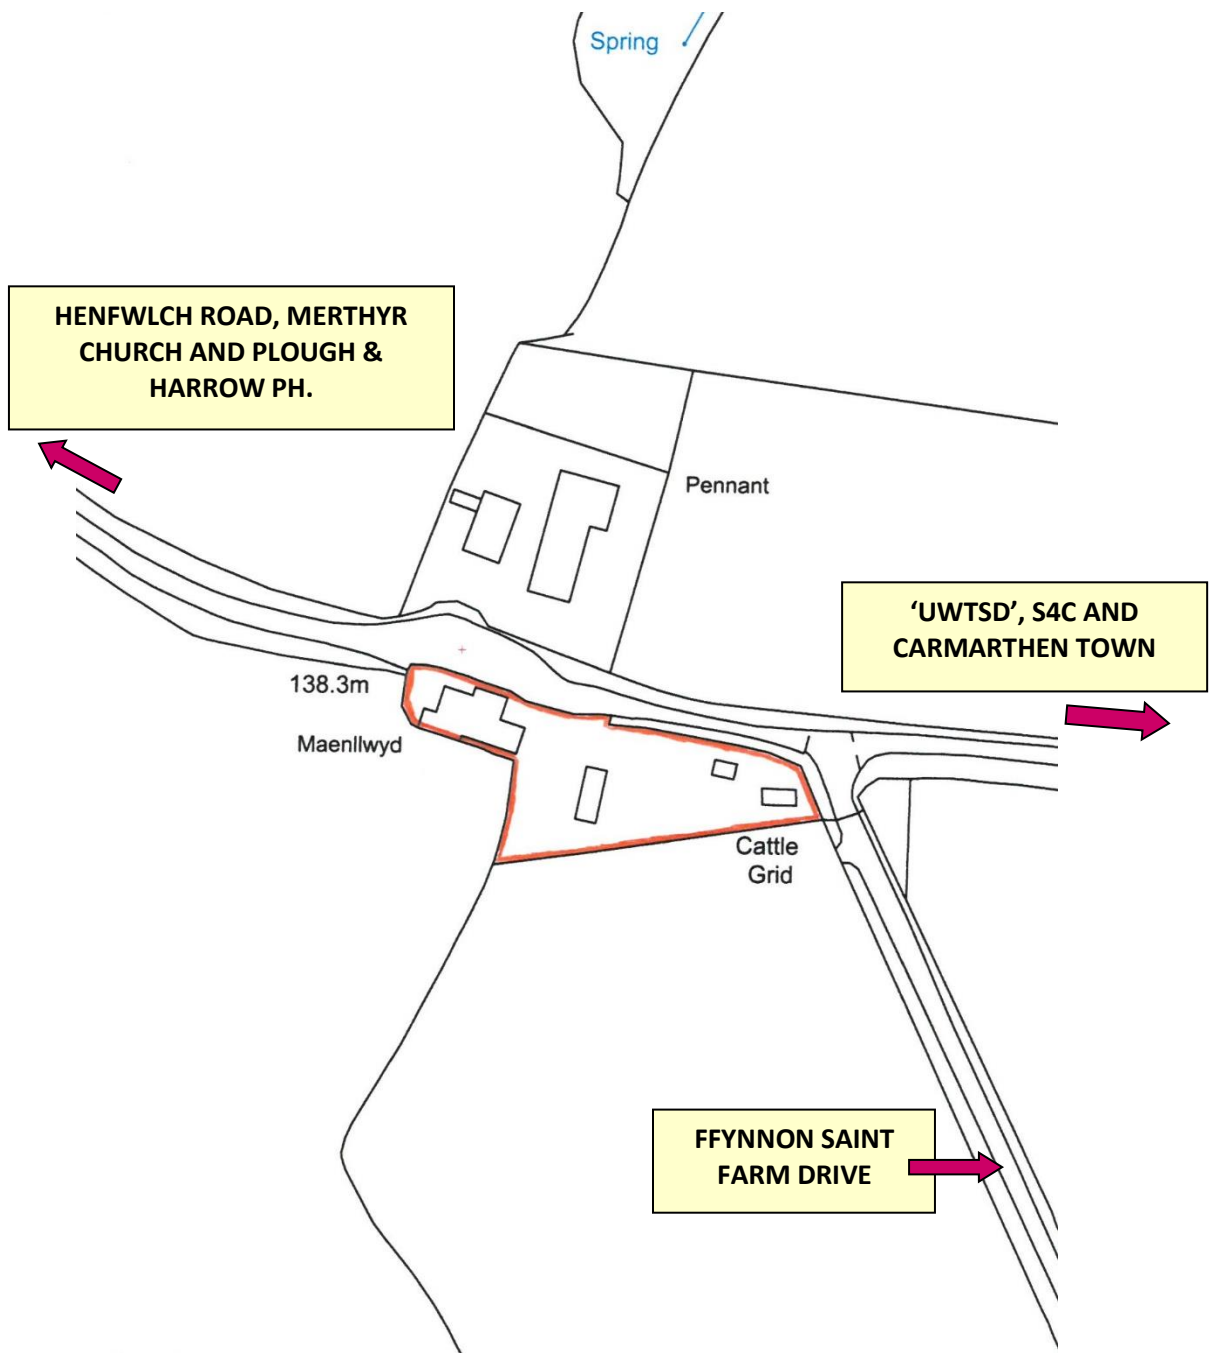 Spring
HENFWLCH ROAD, MERTHYR
CHURCH AND PLOUGH &
HARROW PH.
Pennant
‘UWTSD’, S4C AND
CARMARTHEN TOWN
138.3m
Maenllwyd
Cattle
Grid
FFYNNON SAINT
FARM DRIVE